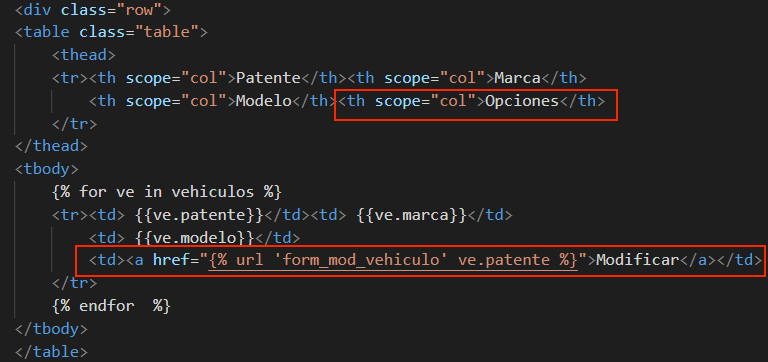 <div class="row">
<table class="table">
<thead>
<tr><th scope="col">Patente</th><th scope="col">Marca</th>
<th scope="col">Modelo</th><th scope="col">Opciones</th>
</tr>
</thead>
<tbody>
{% for ve in vehiculos %}
<tr><td> {{ve.patente}}</td><td> {{ve.marca}}</td>
<td> {{ve.modelo}}</td>
<td><a href="{% url 'form_mod_vehiculo' ve.patente %}">Modificar</a></td>
</tr>
{% endfor  %}
</tbody>
</table>